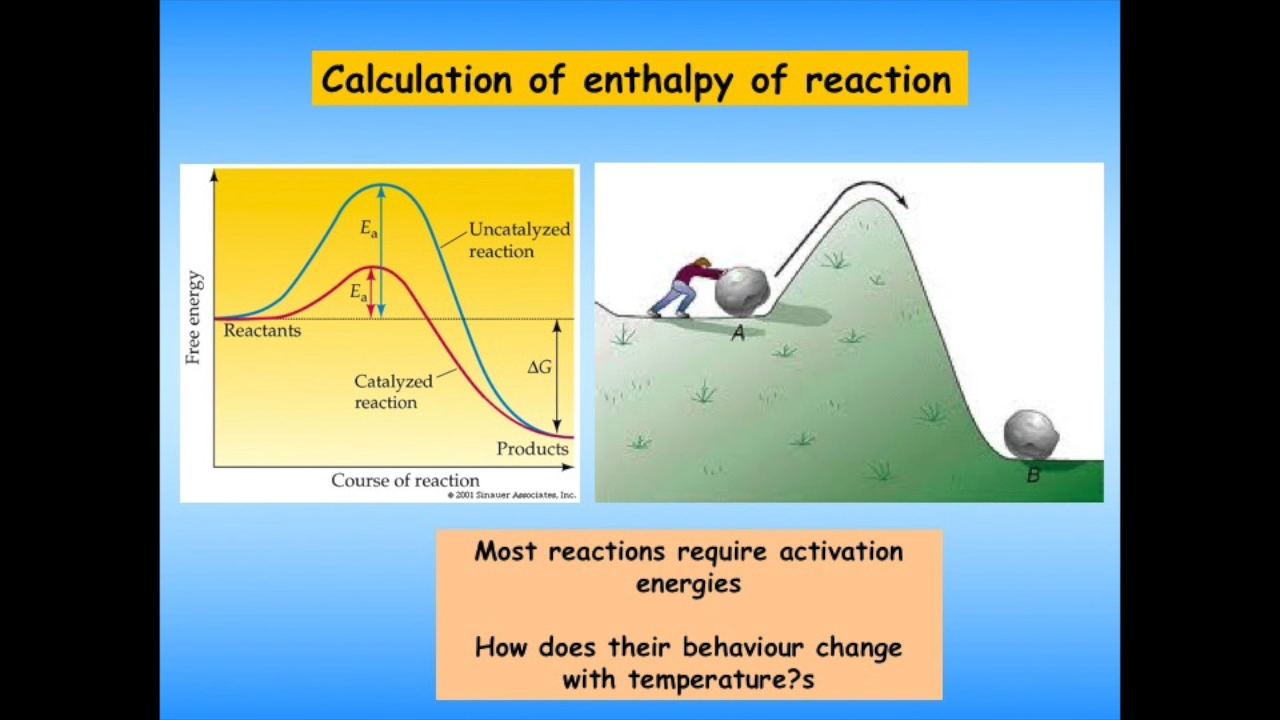 Calculation of enthalpy of reaction
Free energy
Eₐ
Uncatalyzed
reaction
Eₐ
Reactants
ΔG
Catalyzed
reaction
Products
Course of reaction
© 2001 Sinauer Associates, Inc.
A
B
Most reactions require activation
energies
How does their behaviour change
with temperature?s